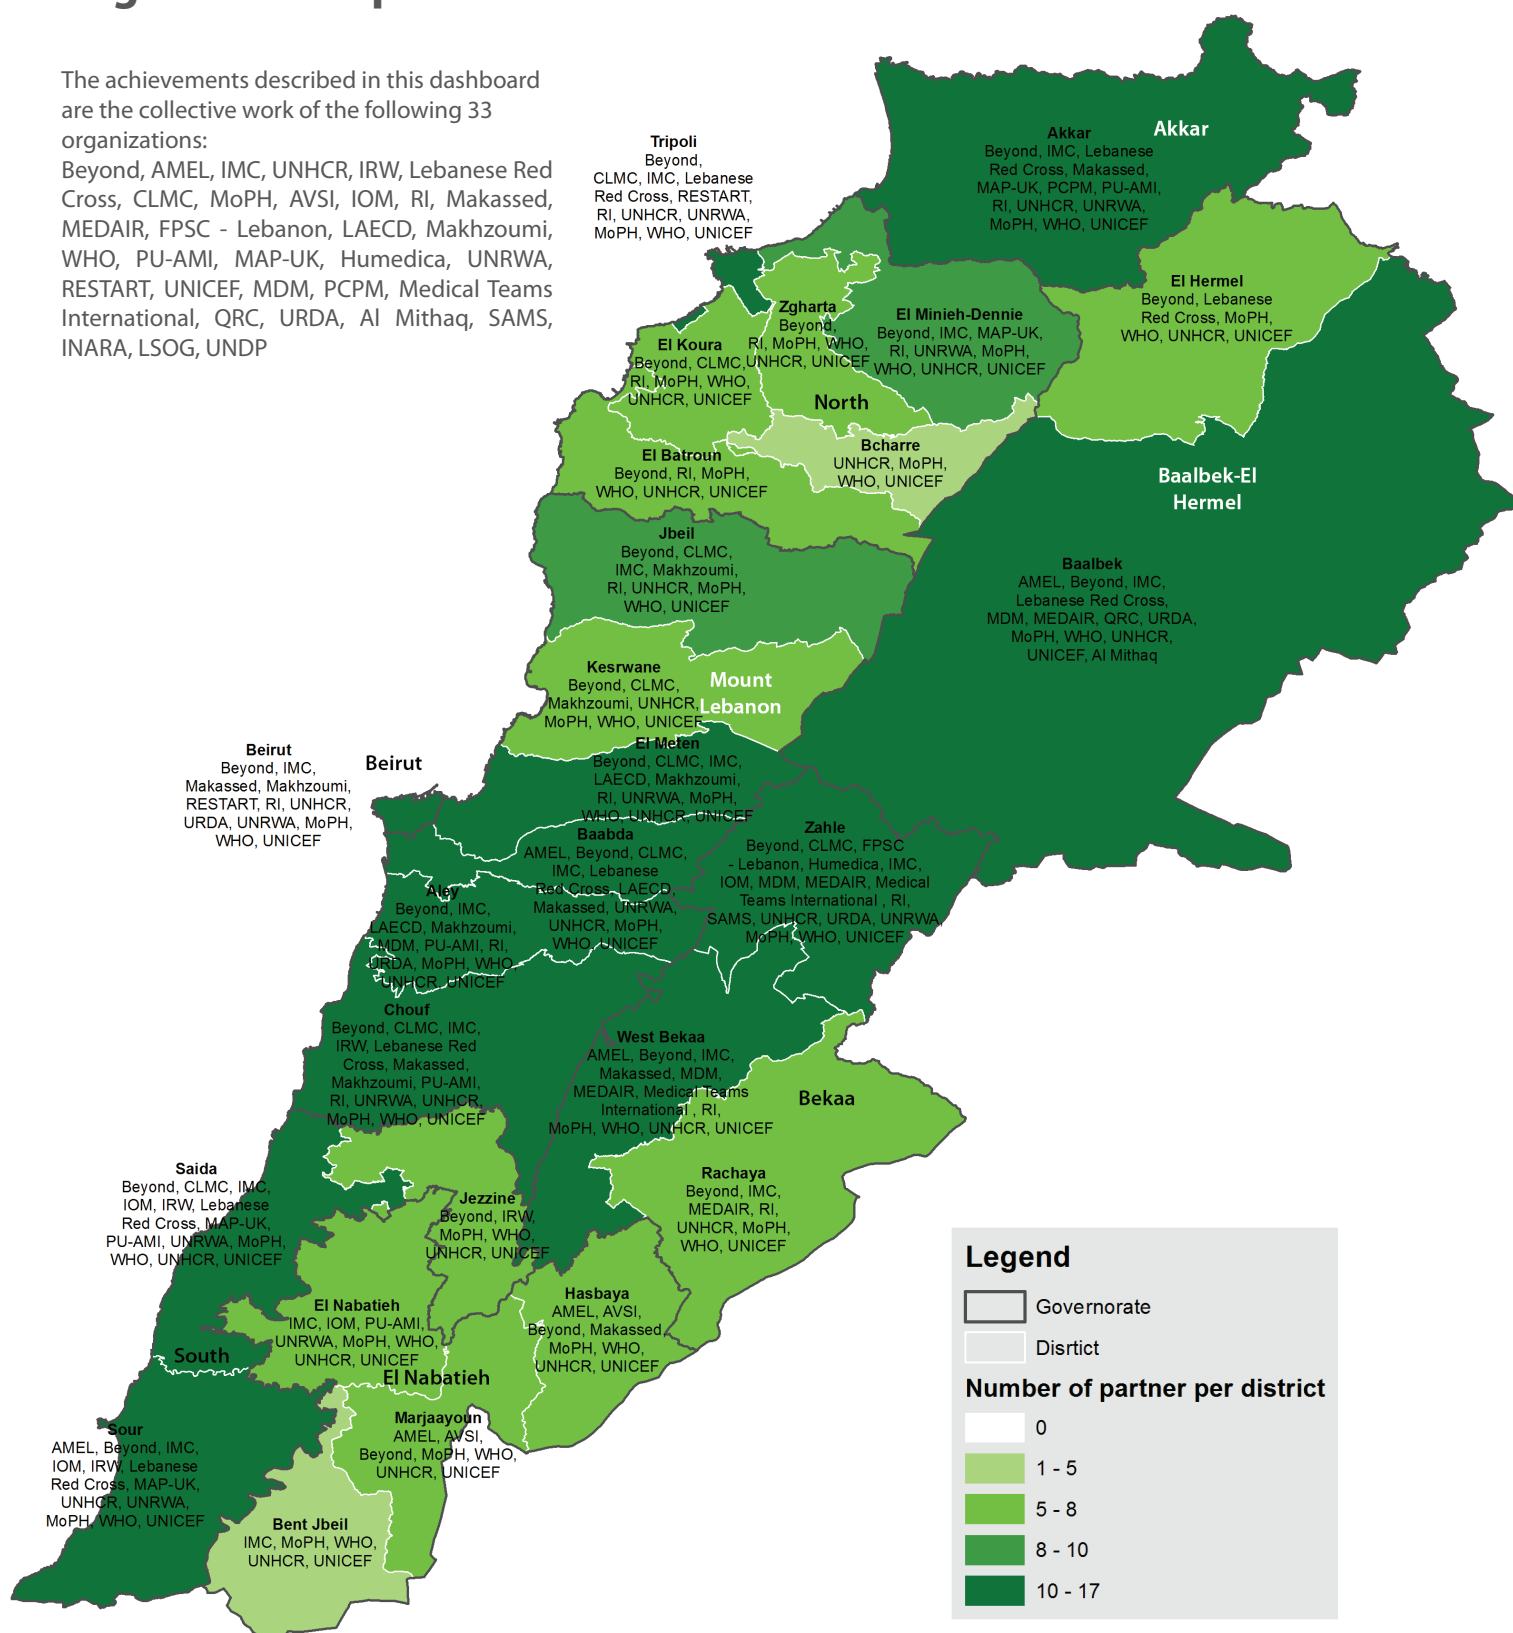 The achievements described in this dashboard
are the collective work of the following 33
organizations:
Beyond, AMEL, IMC, UNHCR, IRW, Lebanese Red
Cross, CLMC, MoPH, AVSI, IOM, RI, Makassed,
MEDAIR, FPSC - Lebanon, LAECD, Makhzoumi,
WHO, PU-AMI, MAP-UK, Humedica, UNRWA,
RESTART, UNICEF, MDM, PCPM, Medical Teams
International, QRC, URDA, Al Mithaq, SAMS,
INARA, LSOG, UNDP
Tripoli
Beyond,
CLMC, IMC, Lebanese
Red Cross, RESTART,
RI, UNHCR, UNRWA,
MoPH, WHO, UNICEF
Akkar
Akkar
Beyond, IMC, Lebanese
Red Cross, Makassed,
MAP-UK, PCPM, PU-AMI,
RI, UNHCR, UNRWA,
MoPH, WHO, UNICEF
El Hermel
Beyond, Lebanese
Red Cross, MoPH,
WHO, UNHCR, UNICEF
Zgharta
Beyond,
RI, MoPH, WHO,
UNHCR, UNICEF
El Minieh-Dennie
Beyond, IMC, MAP-UK,
RI, UNRWA, MoPH,
WHO, UNHCR, UNICEF
El Koura
Beyond, CLMC,
RI, MoPH, WHO,
UNHCR, UNICEF
North
Bcharre
UNHCR, MoPH,
WHO, UNICEF
El Batroun
Beyond, RI, MoPH,
WHO, UNHCR, UNICEF
Baalbek-El
Hermel
Jbeil
Beyond, CLMC,
IMC, Makhzoumi,
RI, UNHCR, MoPH,
WHO, UNICEF
Baalbek
AMEL, Beyond, IMC,
Lebanese Red Cross,
MDM, MEDAIR, QRC, URDA,
MoPH, WHO, UNHCR,
UNICEF, Al Mithaq
Kesrwane
Beyond, CLMC,
Makhzoumi, UNHCR,
MoPH, WHO, UNICEF
Mount
Lebanon
Beirut
Beyond, IMC,
Makassed, Makhzoumi,
RESTART, RI, UNHCR,
URDA, UNRWA, MoPH,
WHO, UNICEF
Beirut
El Meten
Beyond, CLMC, IMC,
LAECD, Makhzoumi,
RI, UNRWA, MoPH,
WHO, UNHCR, UNICEF
Baabda
AMEL, Beyond, CLMC,
IMC, Lebanese
Red Cross, LAECD,
Makassed, UNRWA,
UNHCR, MoPH,
WHO, UNICEF
Zahle
Beyond, CLMC, FPSC
- Lebanon, Humedica, IMC,
IOM, MDM, MEDAIR, Medical
Teams International , RI,
SAMS, UNHCR, URDA, UNRWA,
MoPH, WHO, UNICEF
Aley
Beyond, IMC,
LAECD, Makhzoumi,
MDM, PU-AMI, RI,
URDA, MoPH, WHO,
UNHCR, UNICEF
Chouf
Beyond, CLMC, IMC,
IRW, Lebanese Red
Cross, Makassed,
Makhzoumi, PU-AMI,
RI, UNRWA, UNHCR,
MoPH, WHO, UNICEF
West Bekaa
AMEL, Beyond, IMC,
Makassed, MDM,
MEDAIR, Medical Teams
International , RI,
MoPH, WHO, UNHCR, UNICEF
Bekaa
Saida
Beyond, CLMC, IMC,
IOM, IRW, Lebanese
Red Cross, MAP-UK,
PU-AMI, UNRWA, MoPH,
WHO, UNHCR, UNICEF
Jezzine
Beyond, IRW,
MoPH, WHO,
UNHCR, UNICEF
Rachaya
Beyond, IMC,
MEDAIR, RI,
UNHCR, MoPH,
WHO, UNICEF
El Nabatieh
IMC, IOM, PU-AMI,
UNRWA, MoPH, WHO,
UNHCR, UNICEF
Hasbaya
AMEL, AVSI,
Beyond, Makassed,
MoPH, WHO,
UNHCR, UNICEF
South
El Nabatieh
Marjaayoun
AMEL, AVSI,
Beyond, MoPH, WHO,
UNHCR, UNICEF
Sour
AMEL, Beyond, IMC,
IOM, IRW, Lebanese
Red Cross, MAP-UK,
UNHCR, UNRWA,
MoPH, WHO, UNICEF
Bent Jbeil
IMC, MoPH, WHO,
UNHCR, UNICEF
Legend
Governorate
Disrtict
Number of partner per district
0
1 - 5
5 - 8
8 - 10
10 - 17